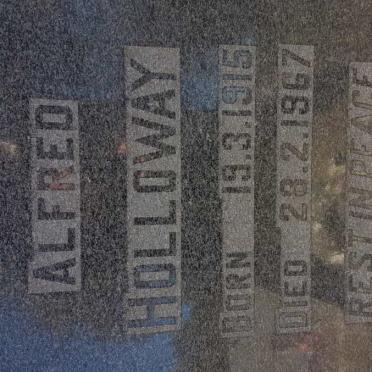 ALFRED
HOLLOWAY
BORN 19.3.1915
DIED 28.2.1967
REST IN PEACE